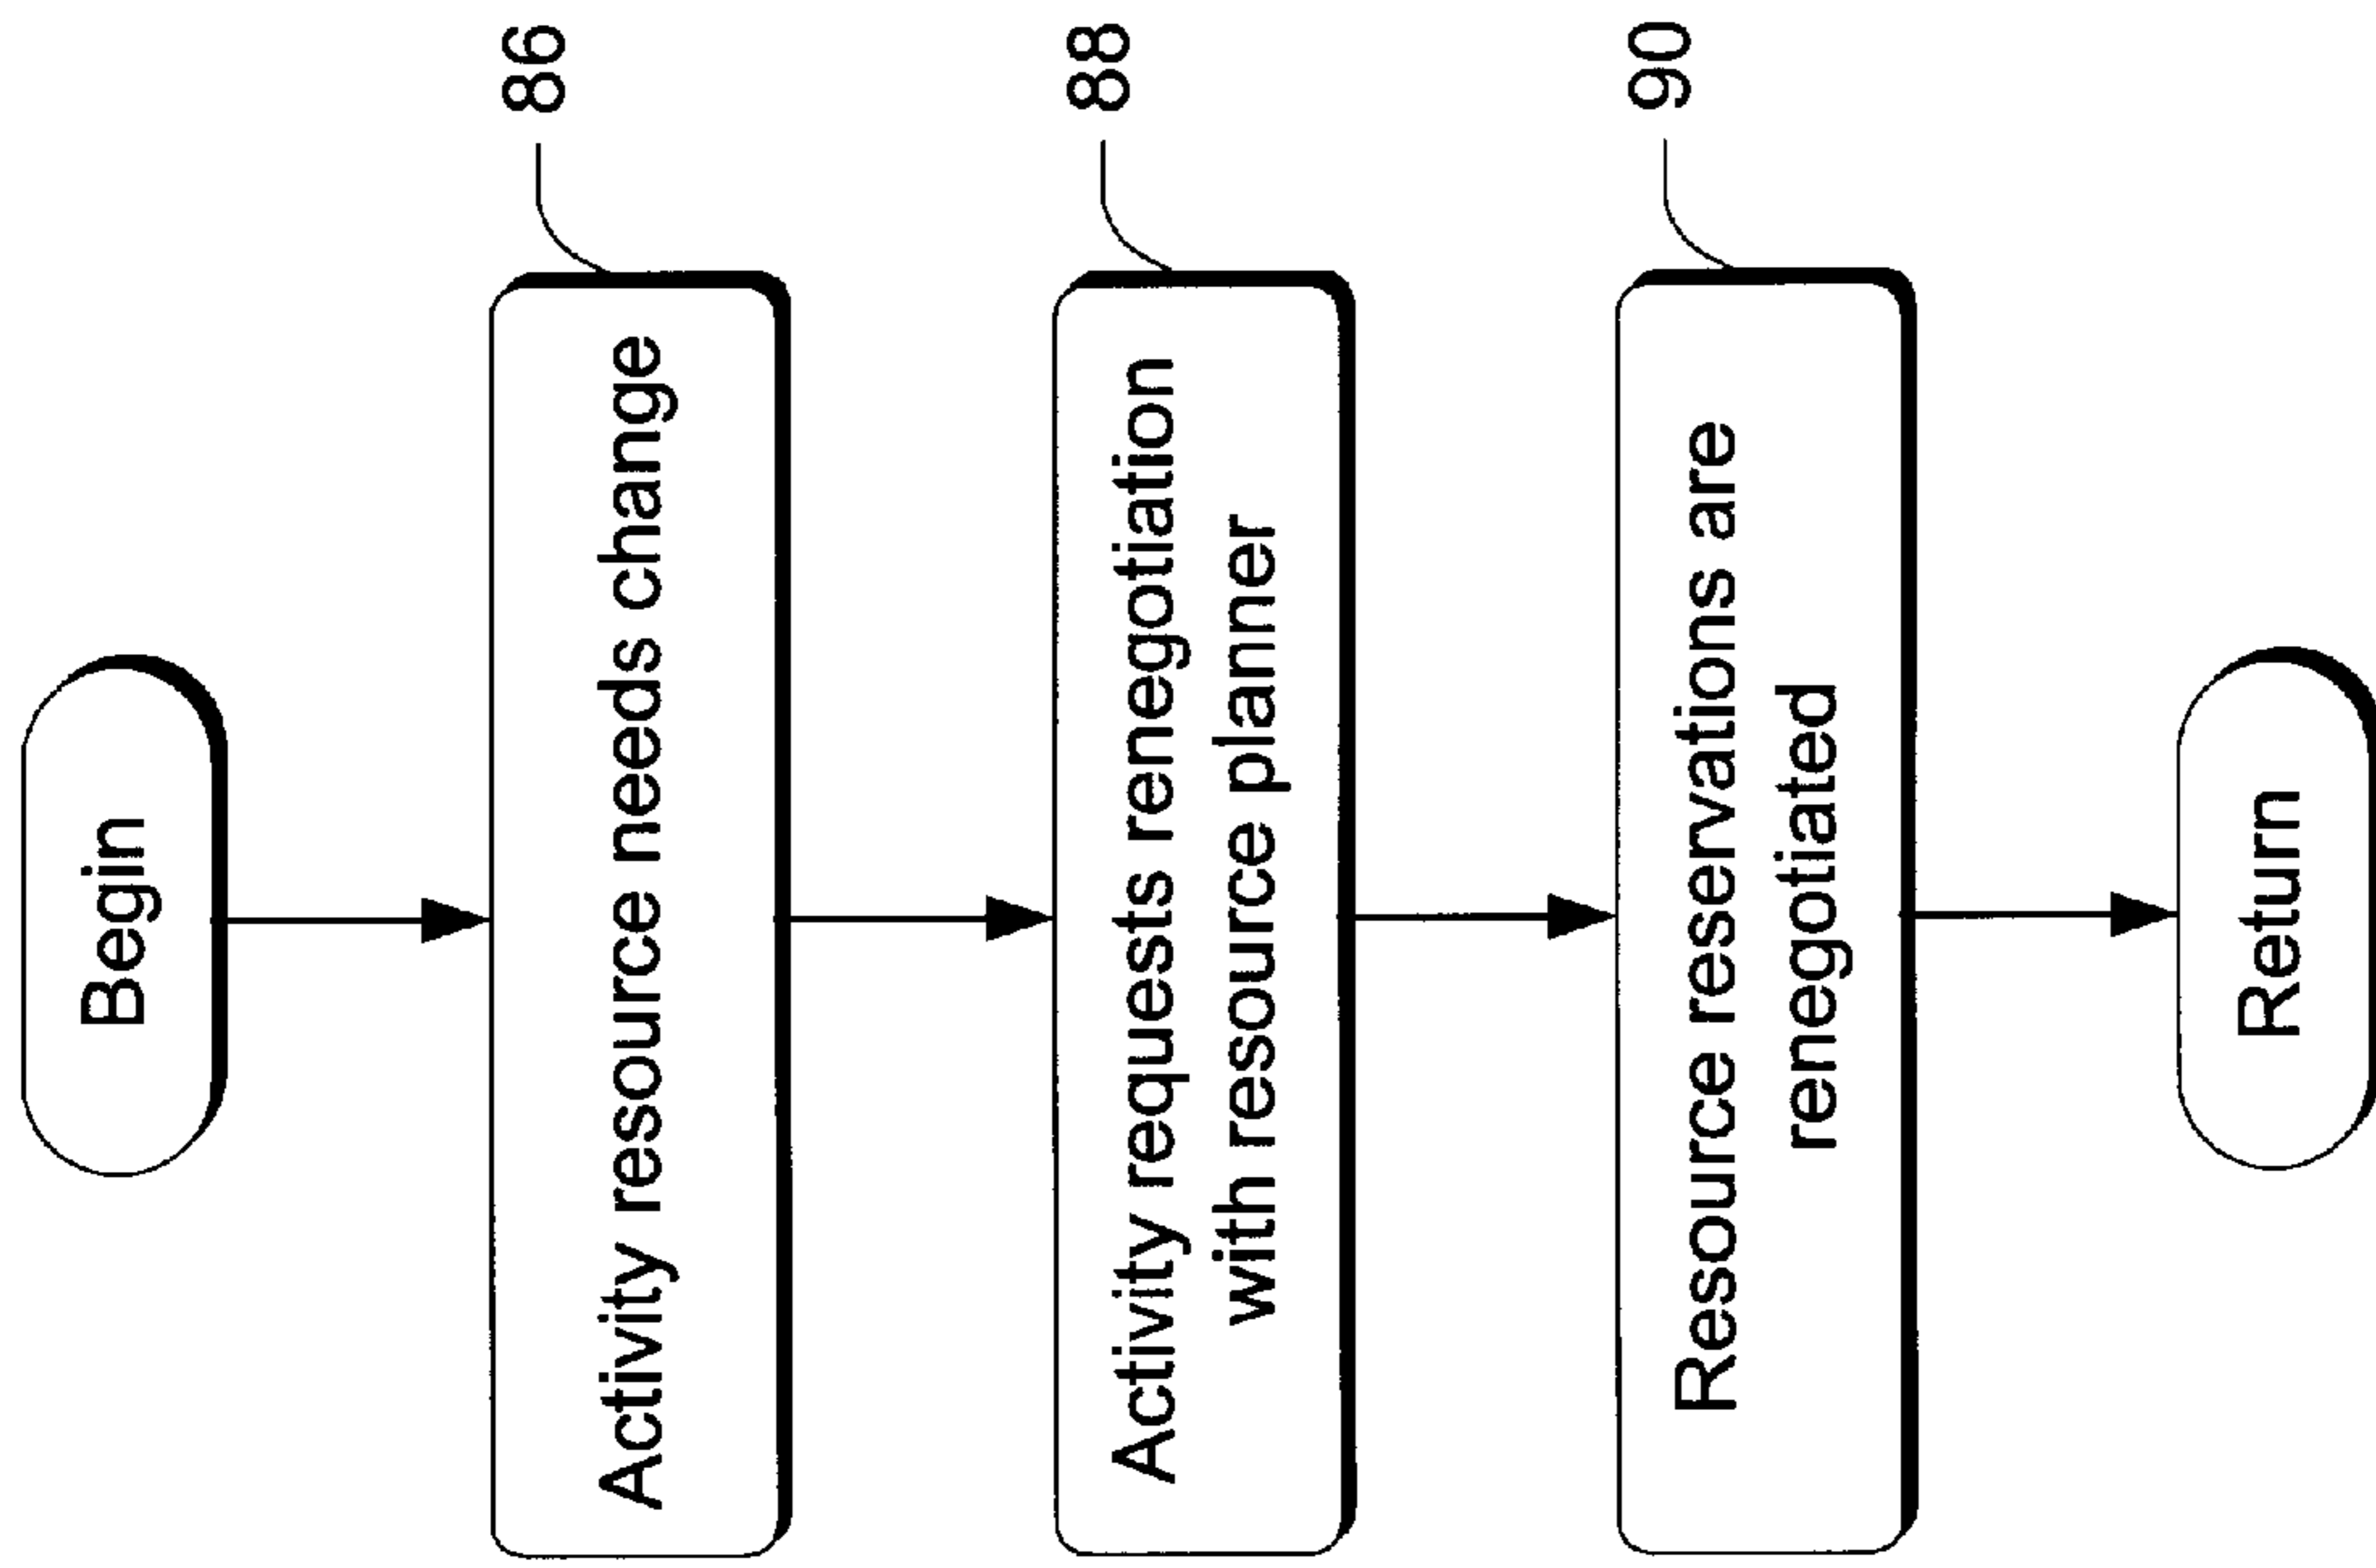 Begin
Activity resource needs change
86
Activity requests renegotiation
with resource planner
88
Resource reservations are
renegotiated
90
Return